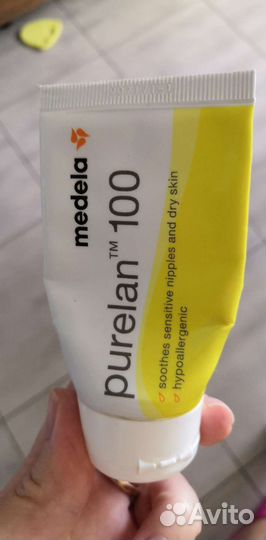 medela
purelan™ 100
soothes sensitive nipples and dry skin
hypoallergenic
Avito